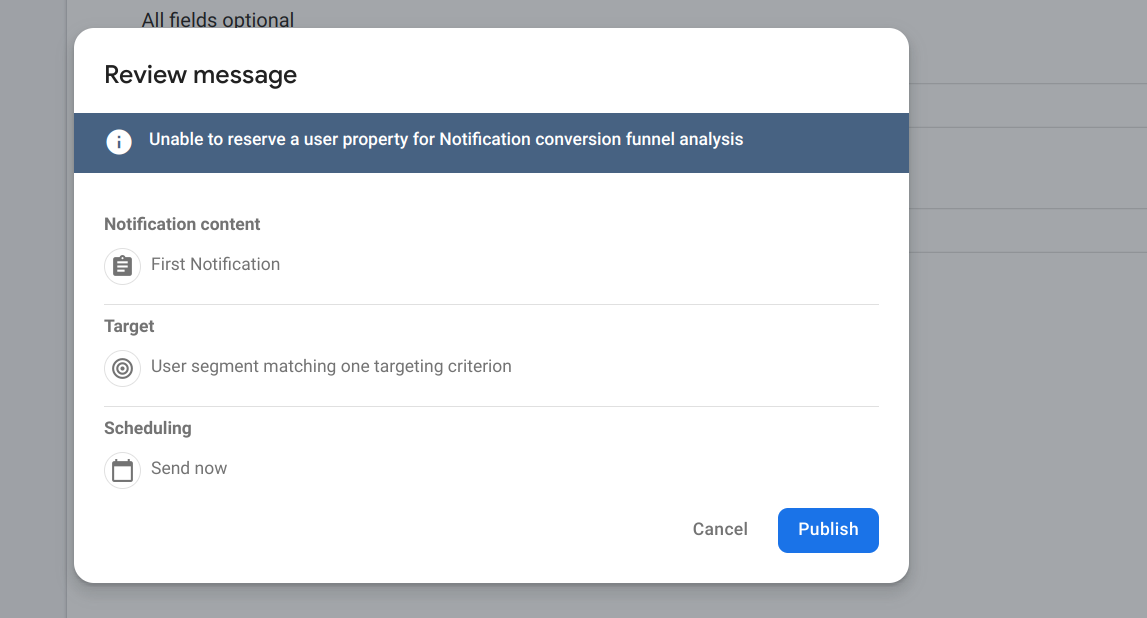 All fields optional
Review message
Unable to reserve a user property for Notification conversion funnel analysis
Notification content
First Notification
Target
User segment matching one targeting criterion
Scheduling
Send now
Cancel
Publish